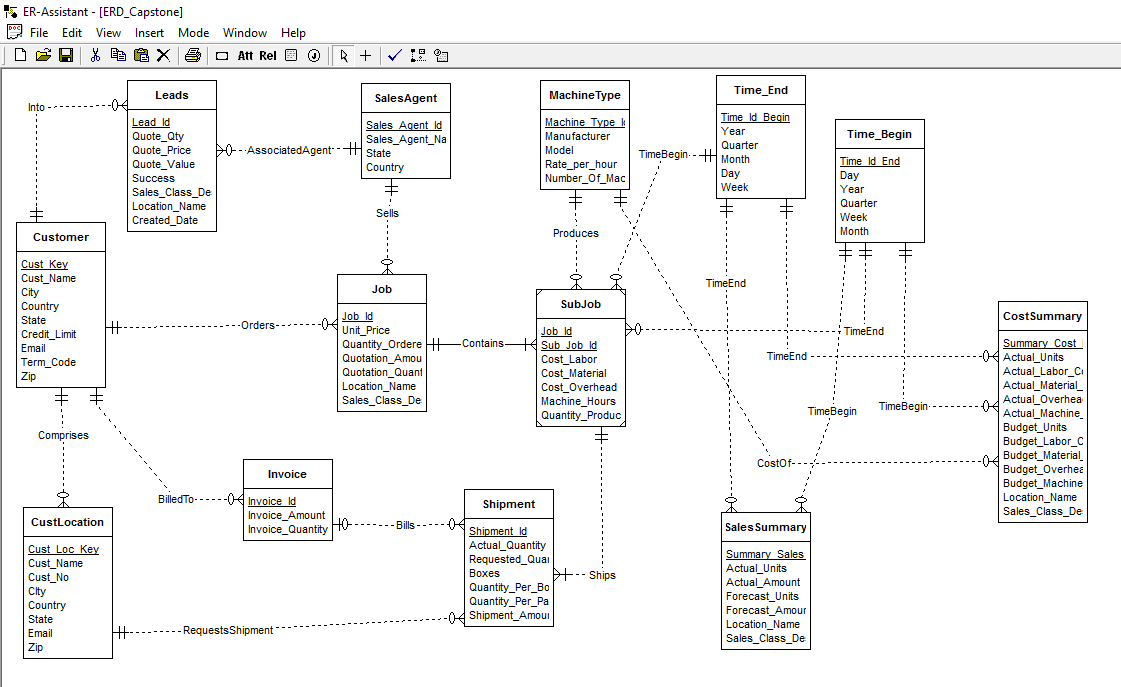 ER-Assistant - [ERD_Capstone]
File Edit View Insert Mode Window Help
Att Rel
Leads
Lead_Id
Quote_Qty
Quote_Price
Quote_Value
Success
Sales_Class_De
Location_Name
Created_Date
Into
AssociatedAgent
SalesAgent
Sales_Agent_Id
Sales_Agent_Na
State
Country
Sells
MachineType
Machine_Type_I
Manufacturer
Model
Rate_per_hour
Number_Of_Mac
Produces
TimeBegin
Time_End
Time_Id_Begin
Year
Quarter
Month
Day
Week
Time_Begin
Time_Id_End
Day
Year
Quarter
Week
Month
Customer
Cust_Key
Cust_Name
City
Country
State
Credit_Limit
Email
Term_Code
Zip
Orders
Job
Job_Id
Unit_Price
Quantity_Ordere
Quotation_Amou
Quotation_Quant
Location_Name
Sales_Class_De
Contains
SubJob
Job_Id
Sub_Job_Id
Cost_Labor
Cost_Material
Cost_Overhead
Machine_Hours
Quantity_Produc
TimeEnd
TimeEnd
TimeEnd
TimeBegin
TimeBegin
CostOf
CostSummary
Summary_Cost_
Actual_Units
Actual_Labor_Co
Actual_Material_
Actual_Overhea
Actual_Machine_
Budget_Units
Budget_Labor_C
Budget_Material_
Budget_Overhea
Budget_Machine
Location_Name
Sales_Class_De
Comprises
BilledTo
Invoice
Invoice_Id
Invoice_Amount
Invoice_Quantity
Bills
Shipment
Shipment_Id
Actual_Quantity
Requested_Quan
Boxes
Quantity_Per_Bo
Quantity_Per_Pa
Shipment_Amou
Ships
CustLocation
Cust_Loc_Key
Cust_Name
Cust_No
CIty
Country
State
Email
Zip
RequestsShipment
SalesSummary
Summary_Sales_
Actual_Units
Actual_Amount
Forecast_Units
Forecast_Amour
Location_Name
Sales_Class_De